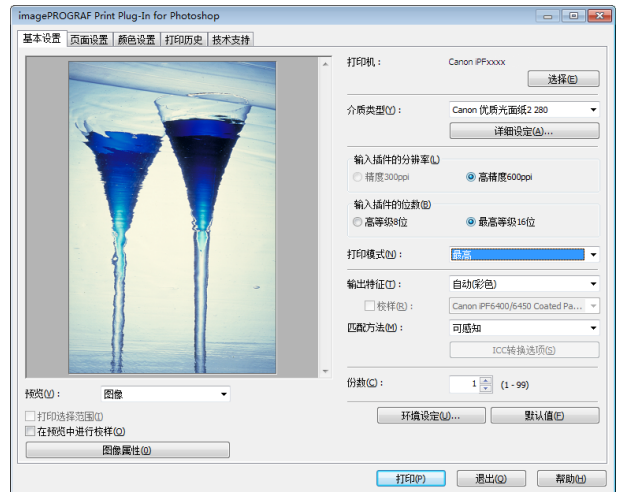 imagePROGRAF Print Plug-In for Photoshop
基本设置 页面设置 颜色设置 打印历史 技术支持
打印机： Canon iPFxxxx
选择(E)
介质类型(Y)： Canon 优质光面纸2 280
详细设定(A)...
输入插件的分辨率(L)
精度300ppi 高精度600ppi
输入插件的位数(B)
高等级8位 最高等级16位
打印模式(N)： 最高
输出特征(T)： 自动(彩色)
校样(R)： Canon iPF6400/6450 Coated Pa...
匹配方法(M)： 可感知
ICC转换选项(S)
份数(C)： 1 (1 - 99)
环境设定(U)... 默认值(F)
预览(V)： 图像
打印选择范围(I)
在预览中进行校样(O)
图像属性(0)
打印(P) 退出(Q) 帮助(H)